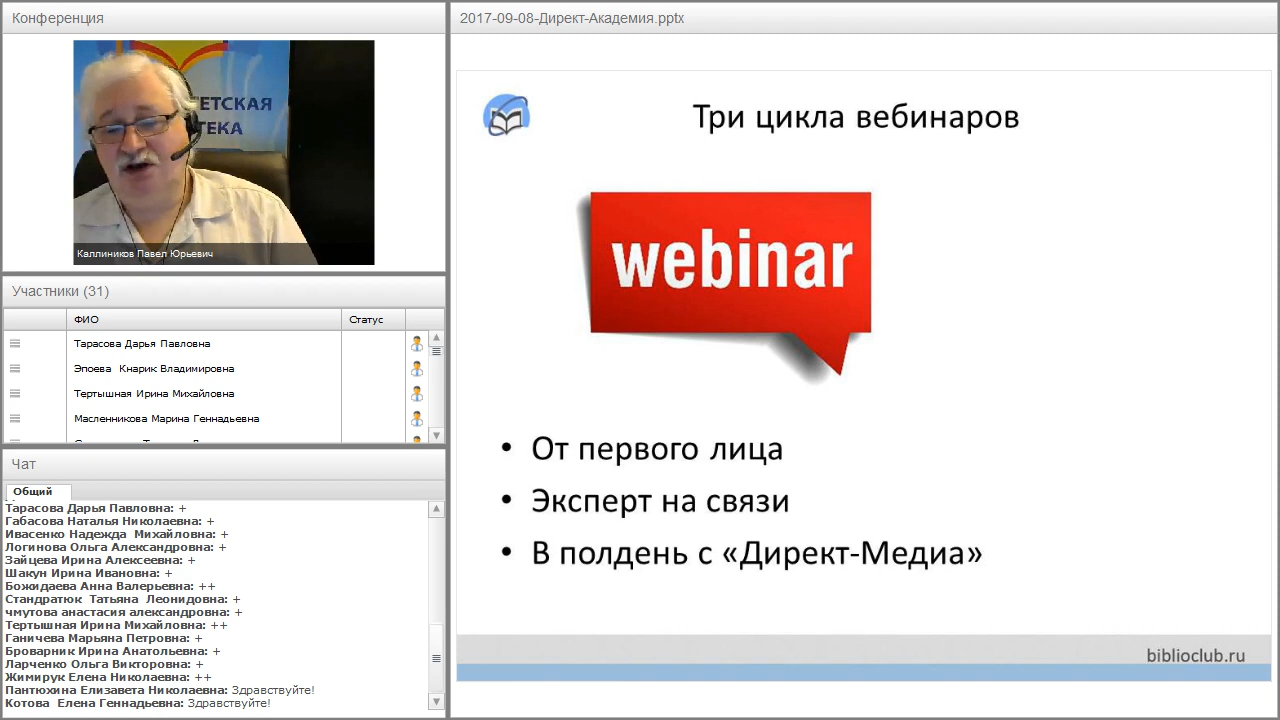 Конференция
ЕТСКАЯ
ТЕКА
Каллиников Павел Юрьевич
Участники (31)
ФИО Статус
Тарасова Дарья Павловна
Эпоева Кнарик Владимировна
Тертышная Ирина Михайловна
Масленникова Марина Геннадьевна
Чат
Общий
Тарасова Дарья Павловна: +
Габасова Наталья Николаевна: +
Ивасенко Надежда Михайловна: +
Логинова Ольга Александровна: +
Зайцева Ирина Алексеевна: +
Шакун Ирина Ивановна: +
Божидаева Анна Валерьевна: ++
Стандратюк Татьяна Леонидовна: +
чмутова анастасия александровна: +
Тертышная Ирина Михайловна: ++
Ганичева Марьяна Петровна: +
Броварник Ирина Анатольевна: +
Ларченко Ольга Викторовна: +
Жимирук Елена Николаевна: ++
Пантюхина Елизавета Николаевна: Здравствуйте!
Котова Елена Геннадьевна: Здравствуйте!
2017-09-08-Директ-Академия.pptx
Три цикла вебинаров
webinar
• От первого лица
• Эксперт на связи
• В полдень с «Директ-Медиа»
biblioclub.ru